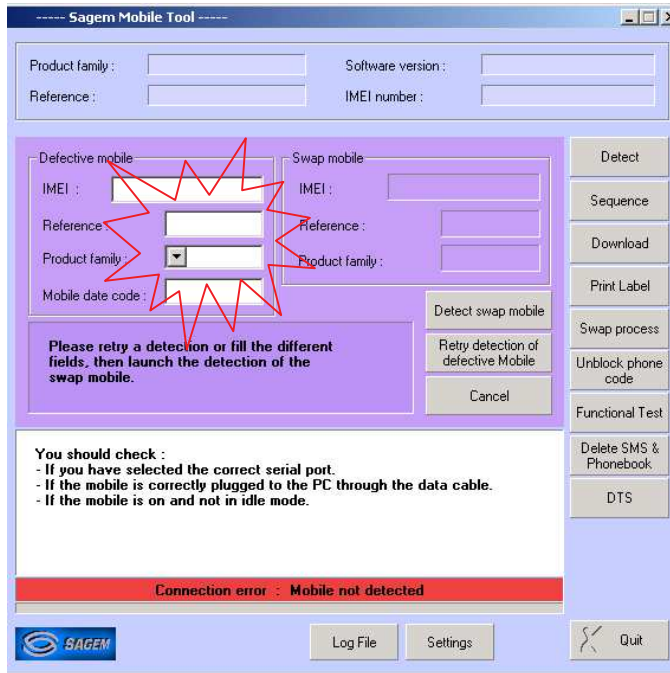 ----- Sagem Mobile Tool -----
Product family :
Software version :
Reference :
IMEI number :
Defective mobile
IMEI :
Reference :
Product family :
Mobile date code :
Swap mobile
IMEI :
Reference :
Product family :
Please retry a detection or fill the different
fields, then launch the detection of the
swap mobile.
Detect swap mobile
Retry detection of
defective Mobile
Cancel
Detect
Sequence
Download
Print Label
Swap process
Unblock phone
code
Functional Test
Delete SMS &
Phonebook
DTS
You should check :
- If you have selected the correct serial port.
- If the mobile is correctly plugged to the PC through the data cable.
- If the mobile is on and not in idle mode.
Connection error : Mobile not detected
SAGEM
Log File
Settings
Quit